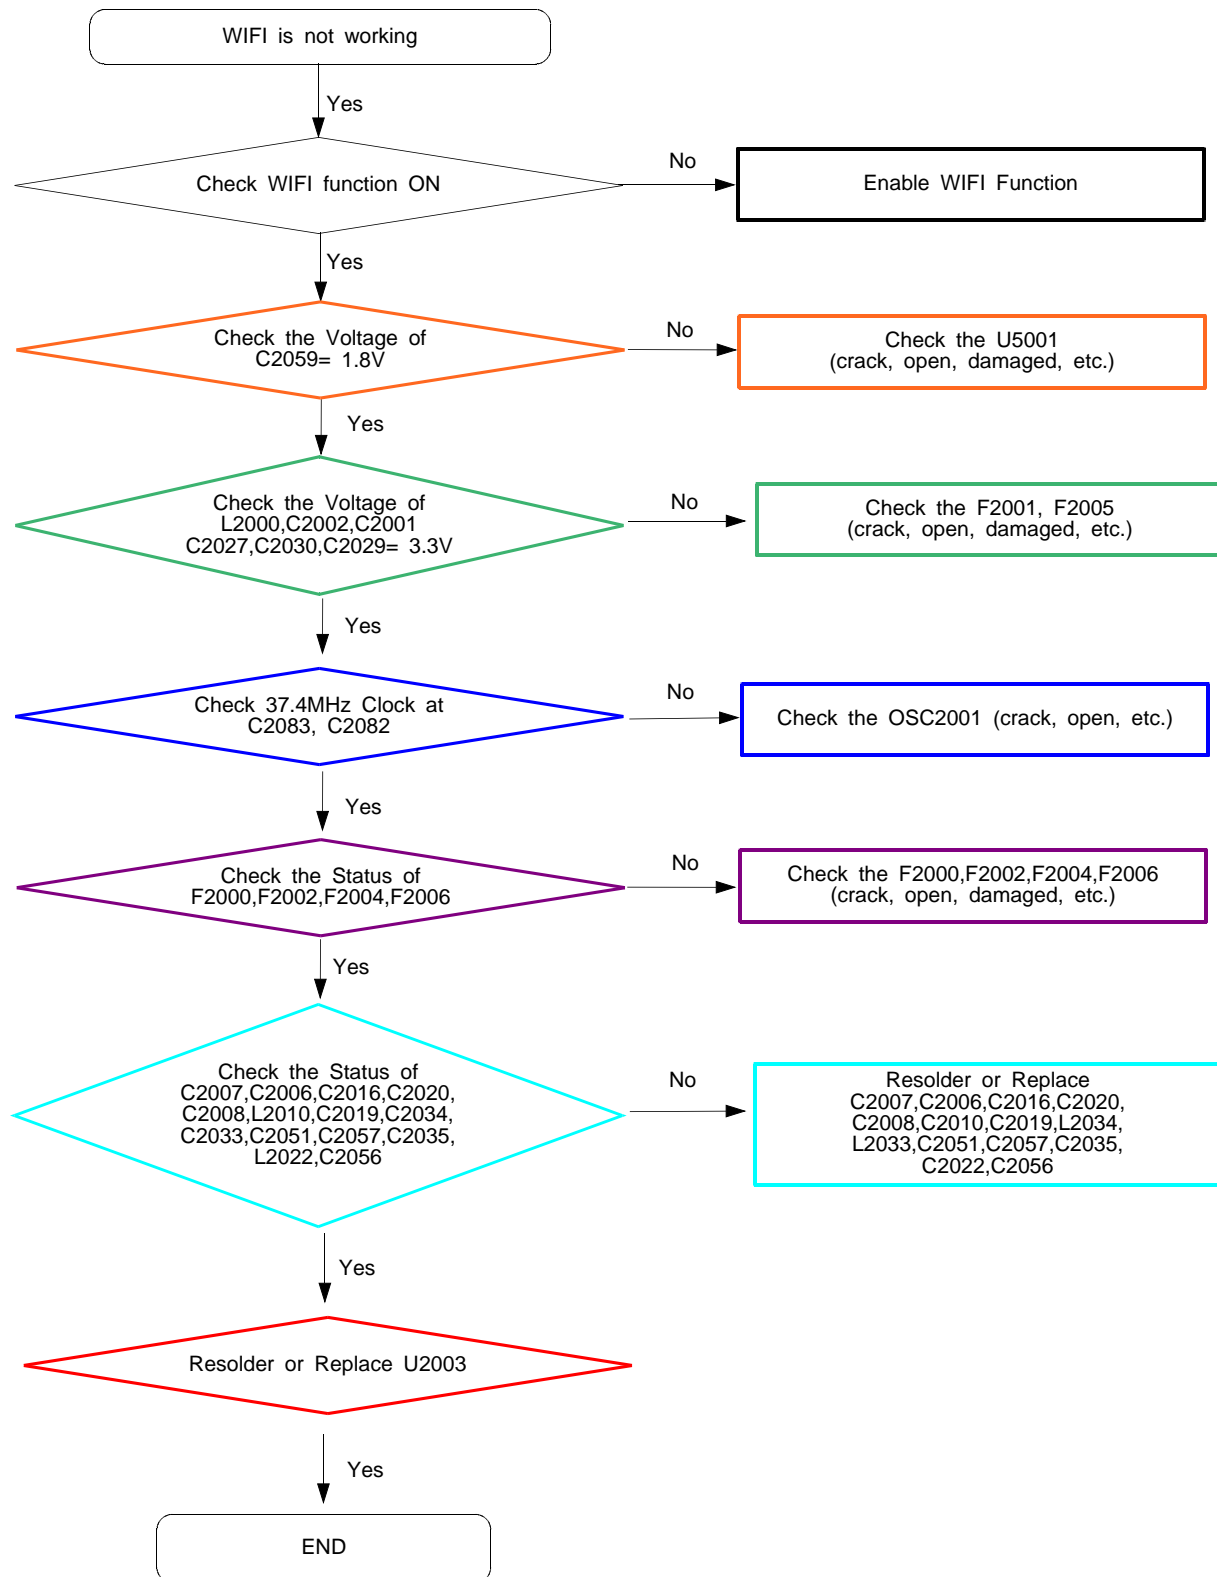 WIFI is not working
Yes
Check WIFI function ON
No
Enable WIFI Function
Yes
Check the Voltage of
C2059= 1.8V
No
Check the U5001
(crack, open, damaged, etc.)
Yes
Check the Voltage of
L2000,C2002,C2001
C2027,C2030,C2029= 3.3V
No
Check the F2001, F2005
(crack, open, damaged, etc.)
Yes
Check 37.4MHz Clock at
C2083, C2082
No
Check the OSC2001 (crack, open, etc.)
Yes
Check the Status of
F2000,F2002,F2004,F2006
No
Check the F2000,F2002,F2004,F2006
(crack, open, damaged, etc.)
Yes
Check the Status of
C2007,C2006,C2016,C2020,
C2008,L2010,C2019,C2034,
C2033,C2051,C2057,C2035,
L2022,C2056
No
Resolder or Replace
C2007,C2006,C2016,C2020,
C2008,C2010,C2019,L2034,
L2033,C2051,C2057,C2035,
C2022,C2056
Yes
Resolder or Replace U2003
Yes
END